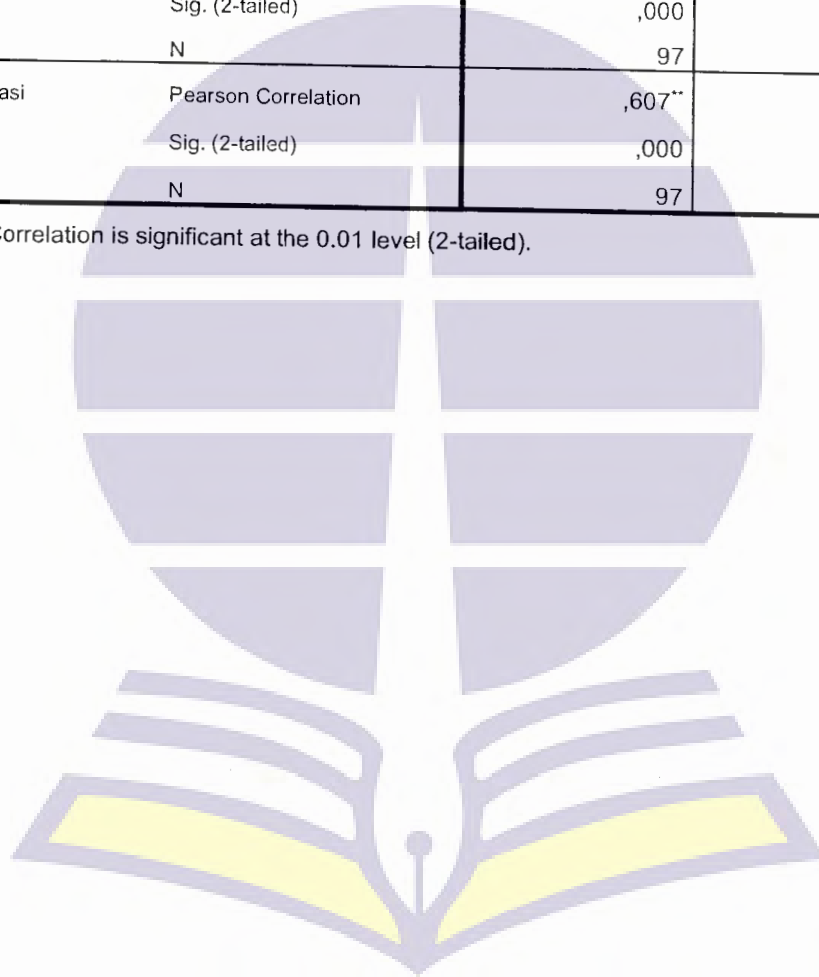 Sig. (2-tailed) ,000
N 97
asi Pearson Correlation ,607**
Sig. (2-tailed) ,000
N 97
Correlation is significant at the 0.01 level (2-tailed).